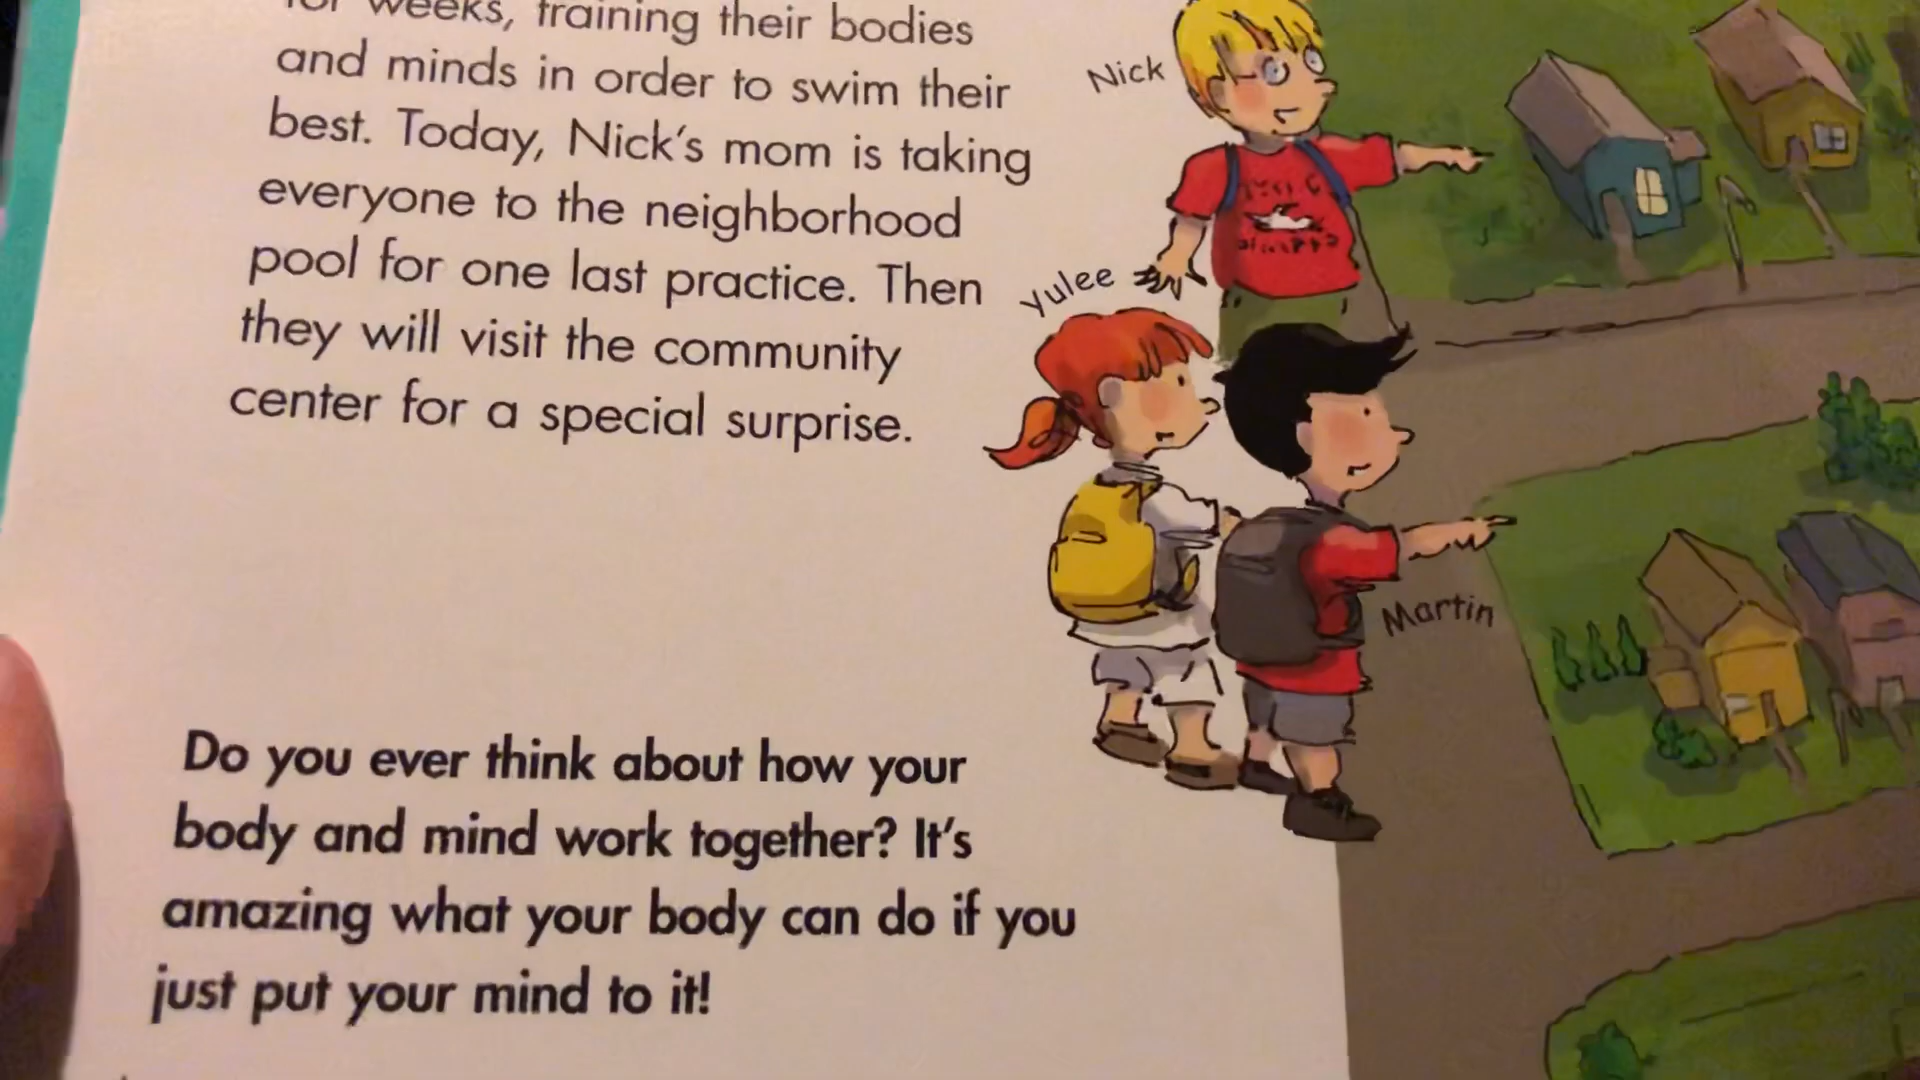 for weeks, training their bodies
and minds in order to swim their
best. Today, Nick's mom is taking
everyone to the neighborhood
pool for one last practice. Then
they will visit the community
center for a special surprise.
Do you ever think about how your
body and mind work together? It's
amazing what your body can do if you
just put your mind to it!
Nick
Yulee
Martin